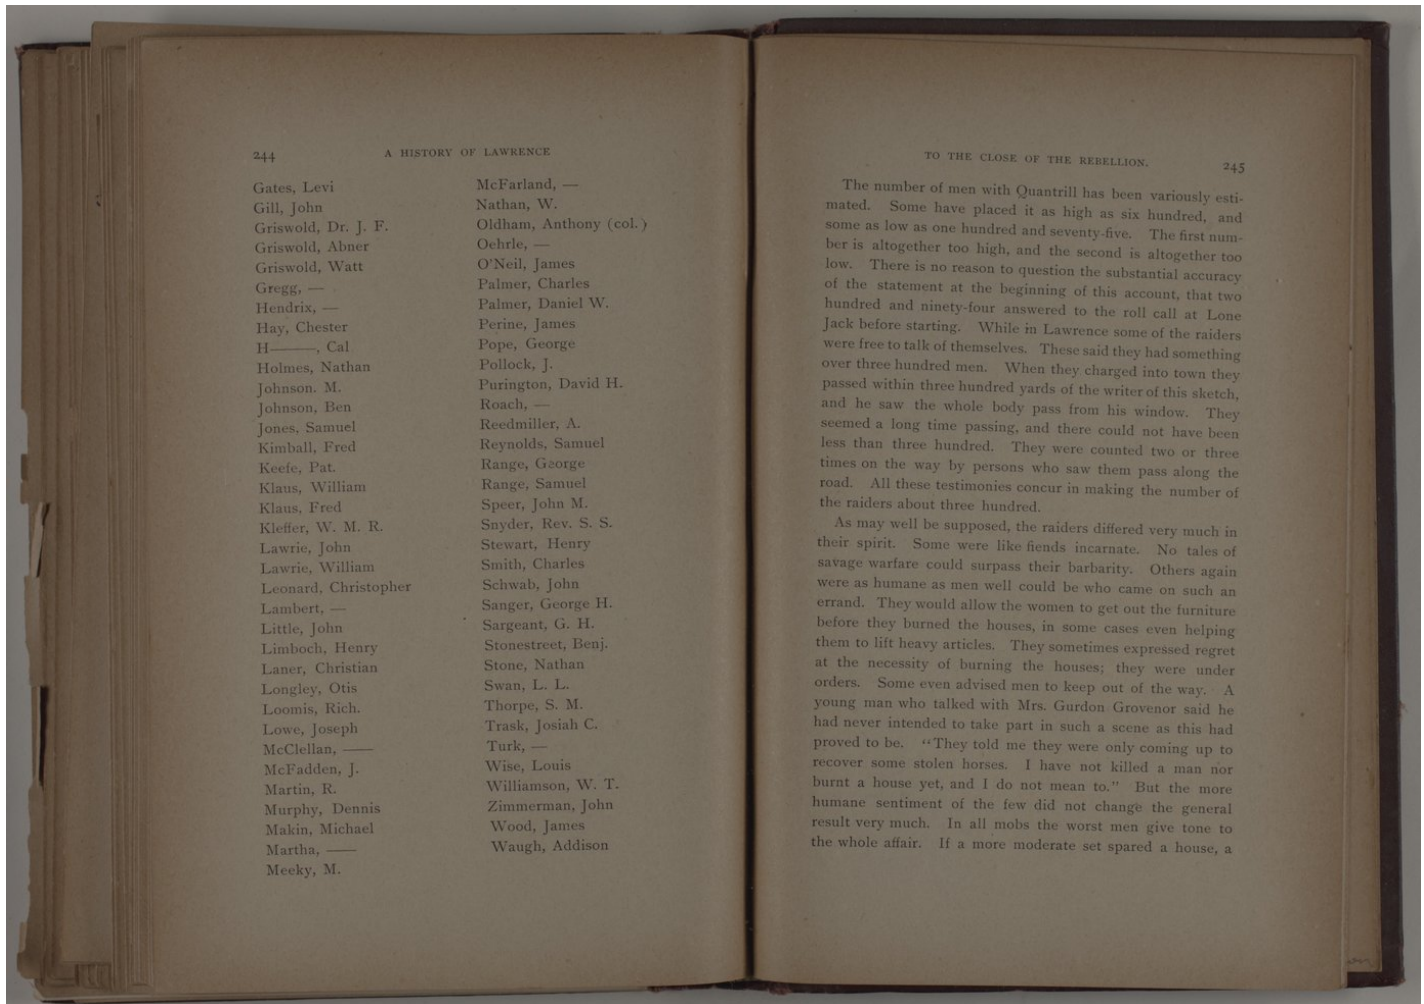 244
A HISTORY OF LAWRENCE
Gates, Levi
Gill, John
Griswold, Dr. J. F.
Griswold, Abner
Griswold, Watt
Gregg, —
Hendrix, —
Hay, Chester
H———, Cal
Holmes, Nathan
Johnson. M.
Johnson, Ben
Jones, Samuel
Kimball, Fred
Keefe, Pat.
Klaus, William
Klaus, Fred
Kleffer, W. M. R.
Lawrie, John
Lawrie, William
Leonard, Christopher
Lambert, —
Little, John
Limboch, Henry
Laner, Christian
Longley, Otis
Loomis, Rich.
Lowe, Joseph
McClellan, ——
McFadden, J.
Martin, R.
Murphy, Dennis
Makin, Michael
Martha, ——
Meeky, M.
McFarland, —
Nathan, W.
Oldham, Anthony (col.)
Oehrle, —
O'Neil, James
Palmer, Charles
Palmer, Daniel W.
Perine, James
Pope, George
Pollock, J.
Purington, David H.
Roach, —
Reedmiller, A.
Reynolds, Samuel
Range, George
Range, Samuel
Speer, John M.
Snyder, Rev. S. S.
Stewart, Henry
Smith, Charles
Schwab, John
Sanger, George H.
Sargeant, G. H.
Stonestreet, Benj.
Stone, Nathan
Swan, L. L.
Thorpe, S. M.
Trask, Josiah C.
Turk, —
Wise, Louis
Williamson, W. T.
Zimmerman, John
Wood, James
Waugh, Addison
TO THE CLOSE OF THE REBELLION.
245
The number of men with Quantrill has been variously esti-
mated. Some have placed it as high as six hundred, and
some as low as one hundred and seventy-five. The first num-
ber is altogether too high, and the second is altogether too
low. There is no reason to question the substantial accuracy
of the statement at the beginning of this account, that two
hundred and ninety-four answered to the roll call at Lone
Jack before starting. While in Lawrence some of the raiders
were free to talk of themselves. These said they had something
over three hundred men. When they charged into town they
passed within three hundred yards of the writer of this sketch,
and he saw the whole body pass from his window. They
seemed a long time passing, and there could not have been
less than three hundred. They were counted two or three
times on the way by persons who saw them pass along the
road. All these testimonies concur in making the number of
the raiders about three hundred.
As may well be supposed, the raiders differed very much in
their spirit. Some were like fiends incarnate. No tales of
savage warfare could surpass their barbarity. Others again
were as humane as men well could be who came on such an
errand. They would allow the women to get out the furniture
before they burned the houses, in some cases even helping
them to lift heavy articles. They sometimes expressed regret
at the necessity of burning the houses; they were under
orders. Some even advised men to keep out of the way. A
young man who talked with Mrs. Gurdon Grovenor said he
had never intended to take part in such a scene as this had
proved to be. “They told me they were only coming up to
recover some stolen horses. I have not killed a man nor
burnt a house yet, and I do not mean to.” But the more
humane sentiment of the few did not change the general
result very much. In all mobs the worst men give tone to
the whole affair. If a more moderate set spared a house, a